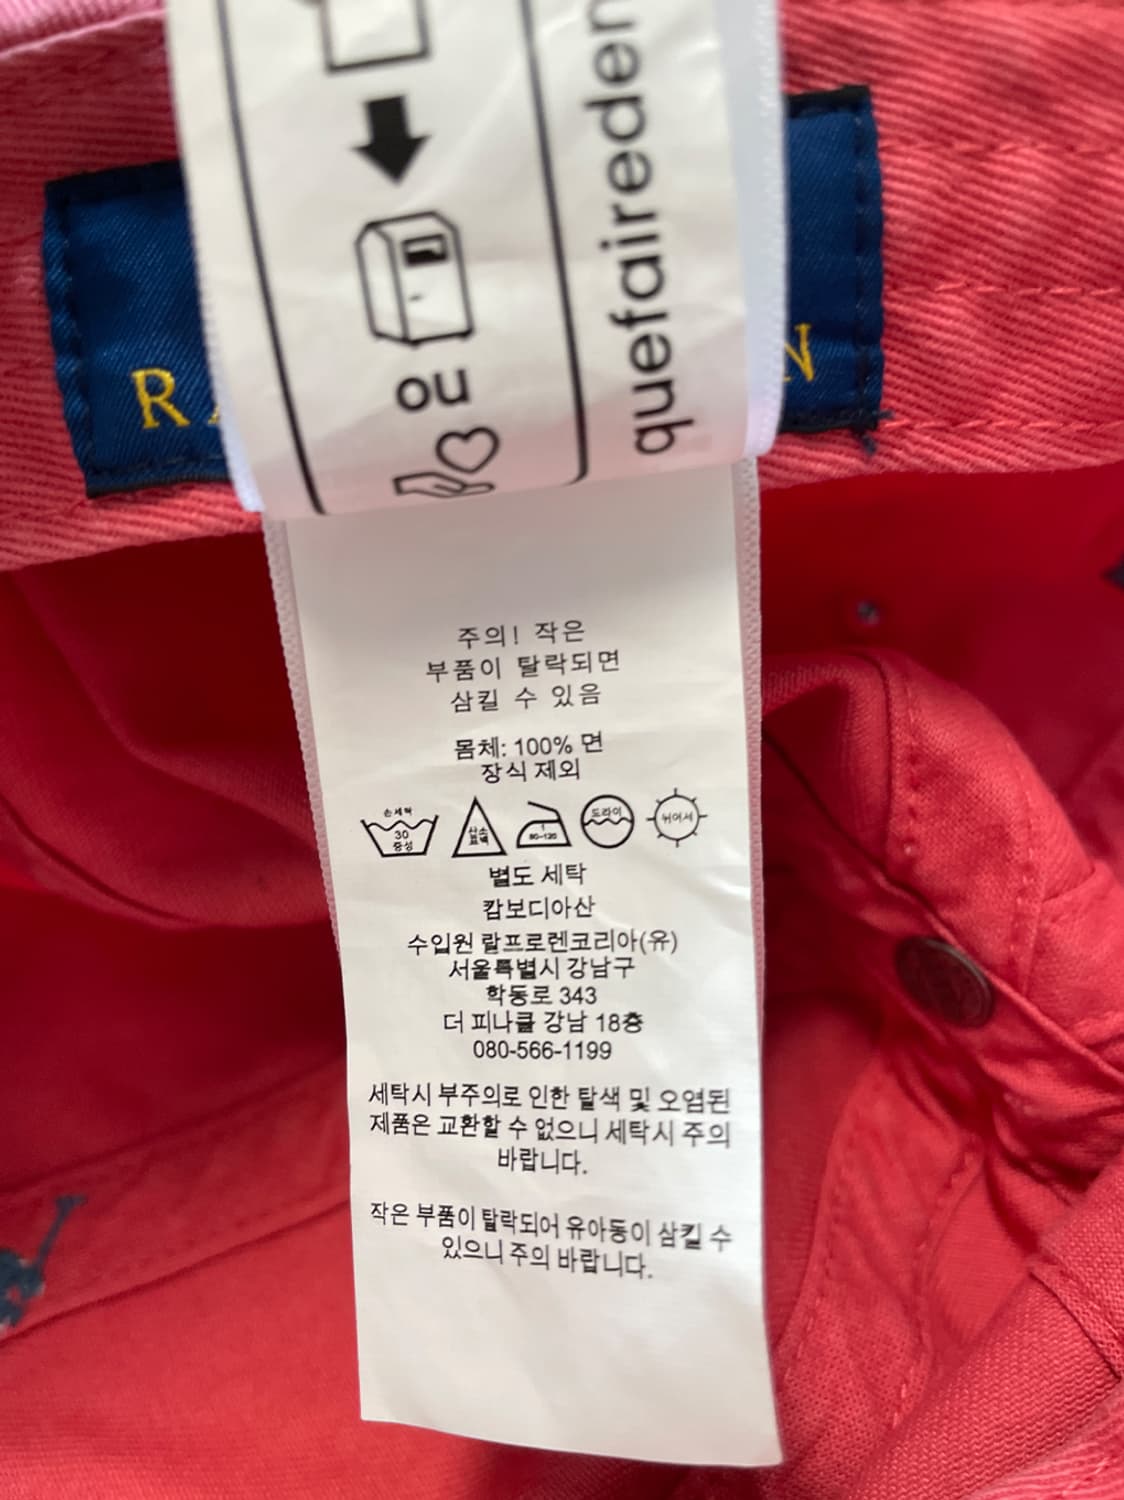 ou
quefaireden
R
N
주의! 작은
부품이 탈락되면
삼킬 수 있음
몸체: 100% 면
장식 제외
손세탁
30
중성
산소
표백
1
80~120
드라이
뉘어서
별도 세탁
캄보디아산
수입원 랄프로렌코리아(유)
서울특별시 강남구
학동로 343
더 피나클 강남 18층
080-566-1199
세탁시 부주의로 인한 탈색 및 오염된
제품은 교환할 수 없으니 세탁시 주의
바랍니다.
작은 부품이 탈락되어 유아동이 삼킬 수
있으니 주의 바랍니다.